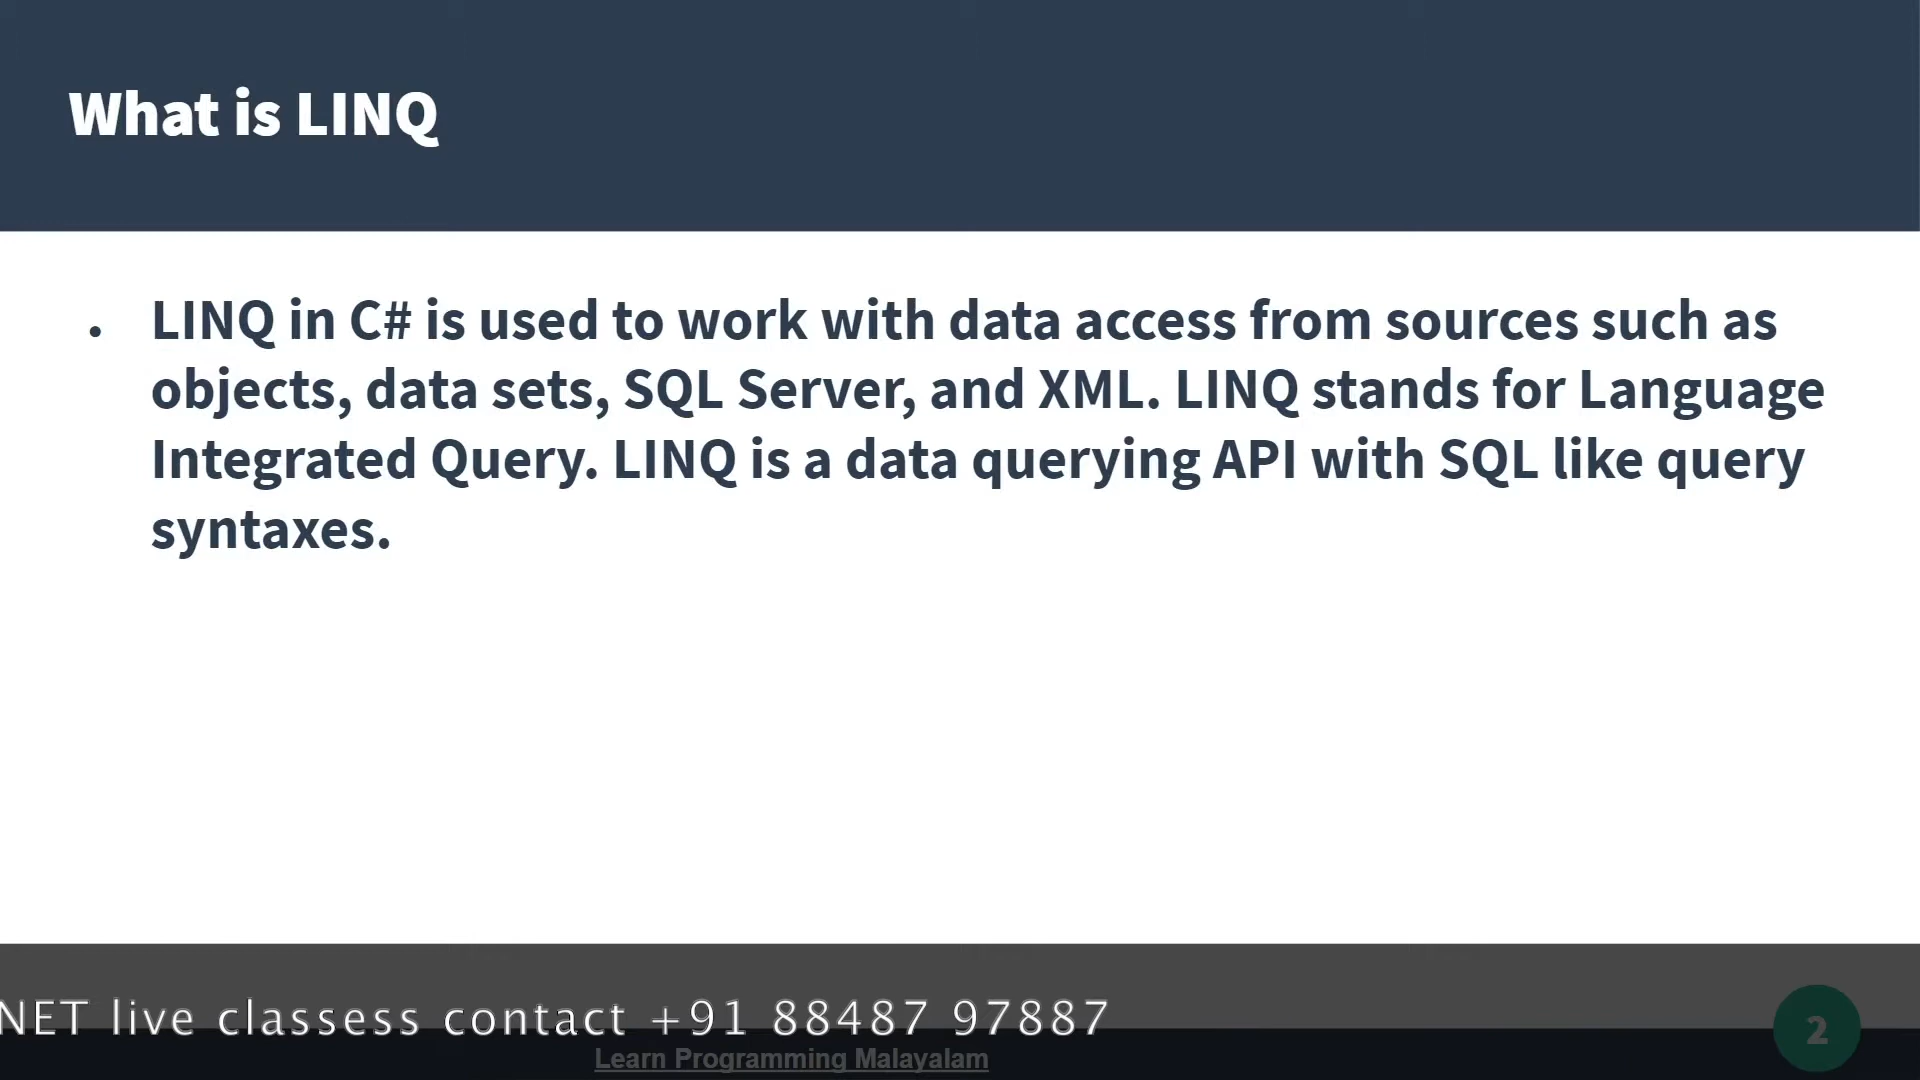 What is LINQ
• LINQ in C# is used to work with data access from sources such as
objects, data sets, SQL Server, and XML. LINQ stands for Language
Integrated Query. LINQ is a data querying API with SQL like query
syntaxes.
NET live classess contact +91 88487 97887
2
Learn Programming Malayalam